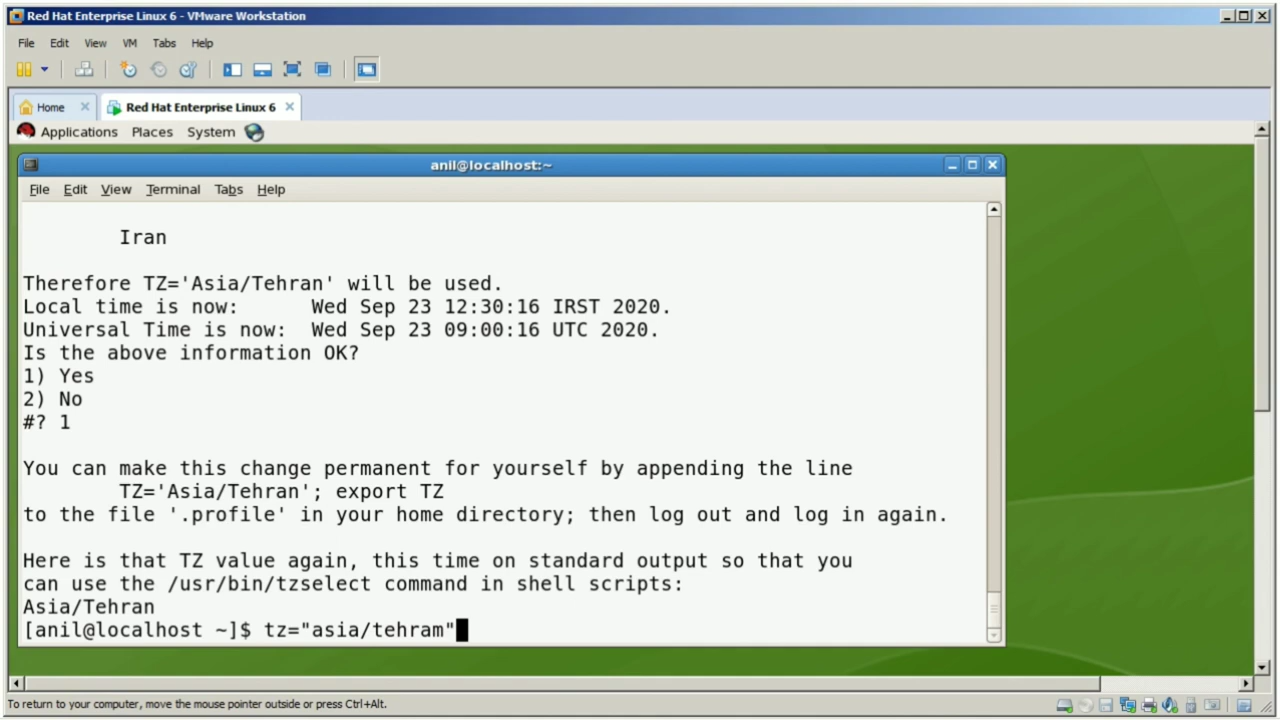 Red Hat Enterprise Linux 6 - VMware Workstation
File Edit View VM Tabs Help
Home Red Hat Enterprise Linux 6
Applications Places System
anil@localhost:~
File Edit View Terminal Tabs Help
Iran
Therefore TZ='Asia/Tehran' will be used.
Local time is now: Wed Sep 23 12:30:16 IRST 2020.
Universal Time is now: Wed Sep 23 09:00:16 UTC 2020.
Is the above information OK?
1) Yes
2) No
#? 1
You can make this change permanent for yourself by appending the line
TZ='Asia/Tehran'; export TZ
to the file '.profile' in your home directory; then log out and log in again.
Here is that TZ value again, this time on standard output so that you
can use the /usr/bin/tzselect command in shell scripts:
Asia/Tehran
[anil@localhost ~]$ tz="asia/tehram"
To return to your computer, move the mouse pointer outside or press Ctrl+Alt.